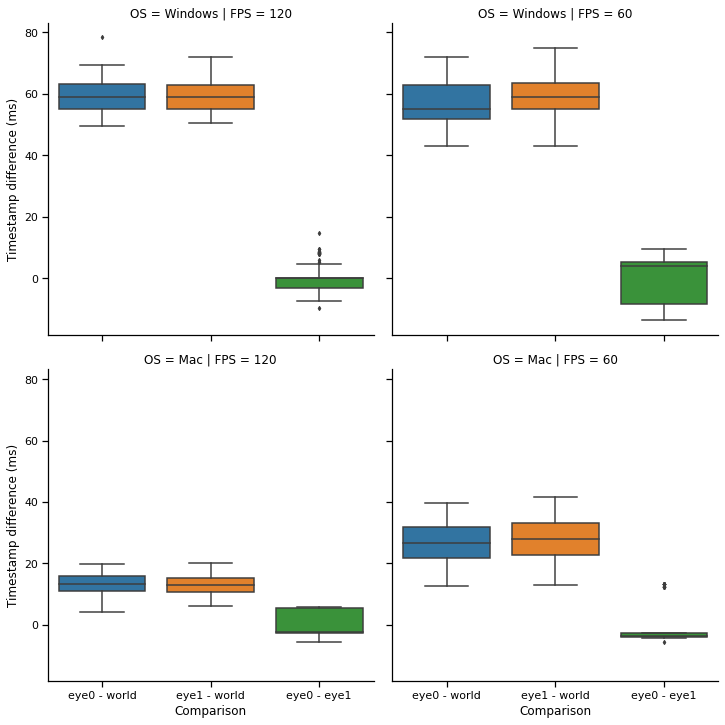 OS = Windows | FPS = 120
OS = Windows | FPS = 60
80
60
40
20
0
Timestamp difference (ms)
OS = Mac | FPS = 120
OS = Mac | FPS = 60
80
60
40
20
0
Timestamp difference (ms)
eye0 - world
eye1 - world
eye0 - eye1
eye0 - world
eye1 - world
eye0 - eye1
Comparison
Comparison